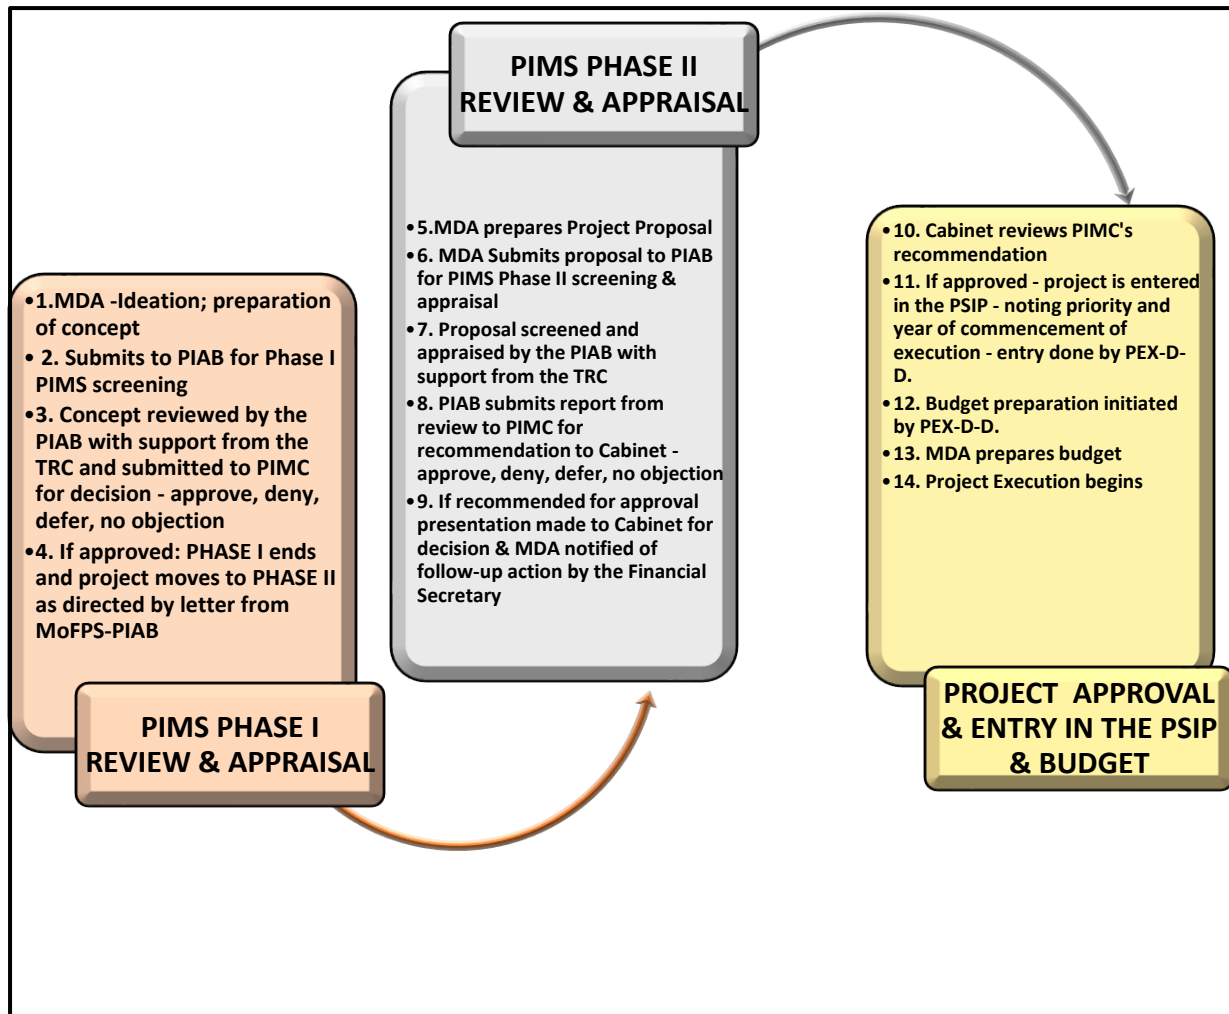 •1.MDA -Ideation; preparation
of concept
• 2. Submits to PIAB for Phase I
PIMS screening
•3. Concept reviewed by the
PIAB with support from the
TRC and submitted to PIMC
for decision - approve, deny,
defer, no objection
•4. If approved: PHASE I ends
and project moves to PHASE II
as directed by letter from
MoFPS-PIAB
PIMS PHASE I
REVIEW & APPRAISAL
PIMS PHASE II
REVIEW & APPRAISAL
•5.MDA prepares Project Proposal
•6. MDA Submits proposal to PIAB
for PIMS Phase II screening &
appraisal
•7. Proposal screened and
appraised by the PIAB with
support from the TRC
•8. PIAB submits report from
review to PIMC for
recommendation to Cabinet -
approve, deny, defer, no objection
•9. If recommended for approval
presentation made to Cabinet for
decision & MDA notified of
follow-up action by the Financial
Secretary
•10. Cabinet reviews PIMC's
recommendation
•11. If approved - project is entered
in the PSIP - noting priority and
year of commencement of
execution - entry done by PEX-D-
D.
•12. Budget preparation initiated
by PEX-D-D.
•13. MDA prepares budget
•14. Project Execution begins
PROJECT APPROVAL
& ENTRY IN THE PSIP
& BUDGET